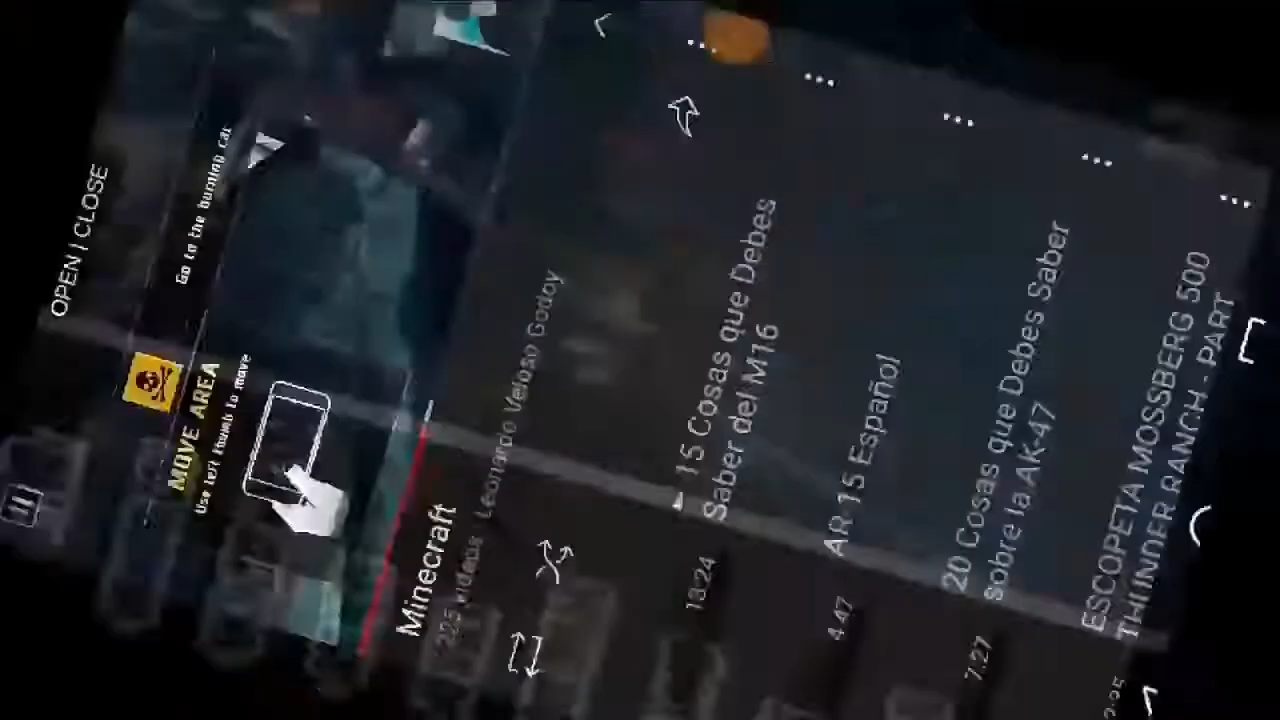 OPEN | CLOSE
Go to the burning car
MOVE AREA
Use left thumb to move
Minecraft
225 videos Leonardo Veloso Godoy
15 Cosas que Debes
Saber del M16
AR-15 Español
4:47
20 Cosas que Debes Saber
sobre la AK-47
7:27
ESCOPETA MOSSBERG 500
THUNDER RANCH - PART